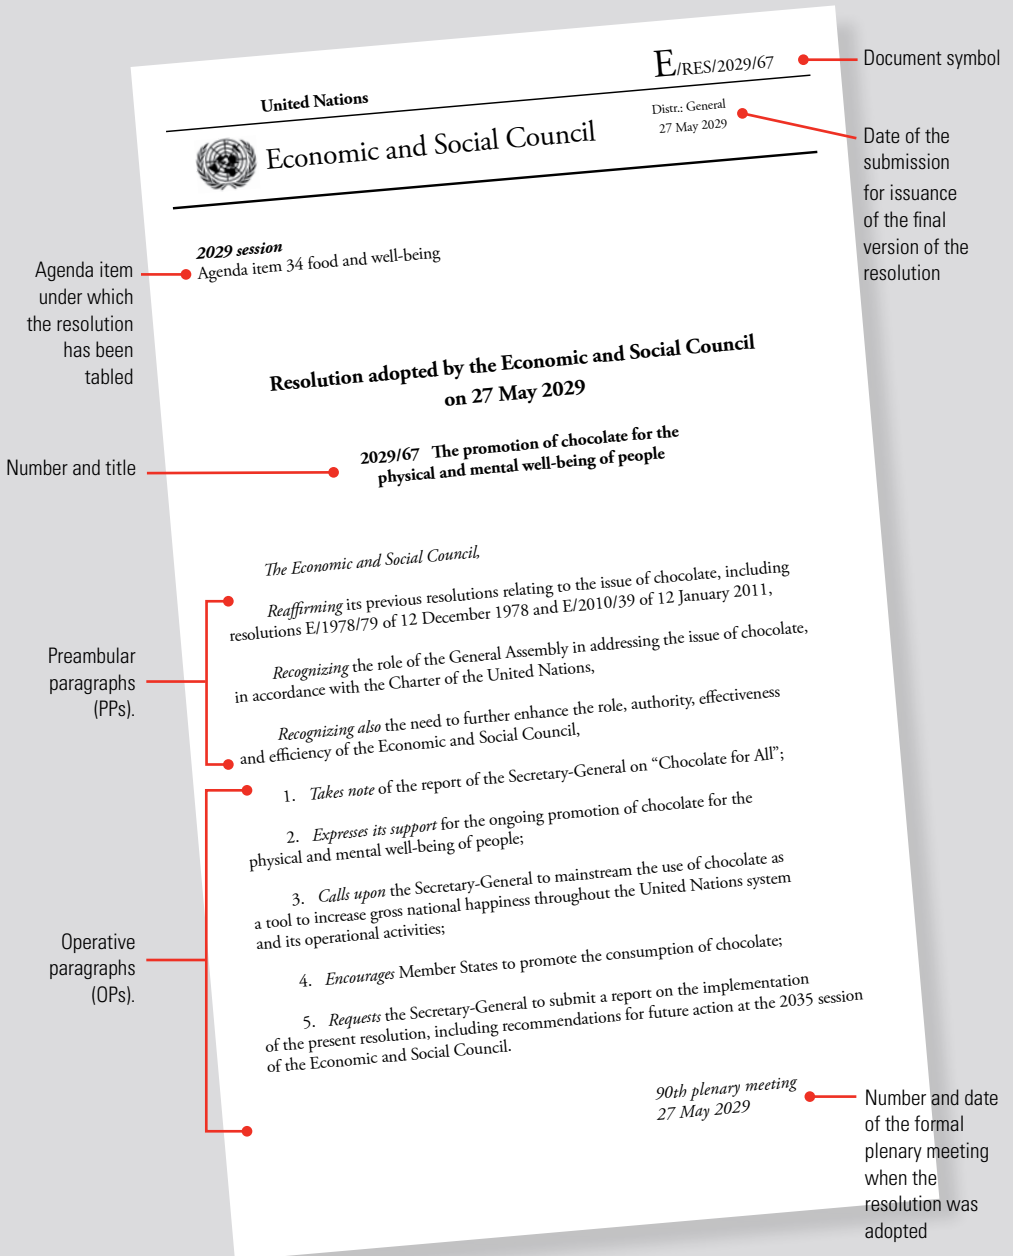 E/RES/2029/67
Document symbol
United Nations
Distr.: General
27 May 2029
Economic and Social Council
Date of the
submission
for issuance
of the final
version of the
resolution
2029 session
Agenda item 34 food and well-being
Agenda item
under which
the resolution
has been
tabled
Resolution adopted by the Economic and Social Council
on 27 May 2029
Number and title
2029/67 The promotion of chocolate for the
physical and mental well-being of people
The Economic and Social Council,
Preambular
paragraphs
(PPs).
Reaffirming its previous resolutions relating to the issue of chocolate, including
resolutions E/1978/79 of 12 December 1978 and E/2010/39 of 12 January 2011,
Recognizing the role of the General Assembly in addressing the issue of chocolate,
in accordance with the Charter of the United Nations,
Recognizing also the need to further enhance the role, authority, effectiveness
and efficiency of the Economic and Social Council,
Operative
paragraphs
(OPs).
1. Takes note of the report of the Secretary-General on “Chocolate for All”;
2. Expresses its support for the ongoing promotion of chocolate for the
physical and mental well-being of people;
3. Calls upon the Secretary-General to mainstream the use of chocolate as
a tool to increase gross national happiness throughout the United Nations system
and its operational activities;
4. Encourages Member States to promote the consumption of chocolate;
5. Requests the Secretary-General to submit a report on the implementation
of the present resolution, including recommendations for future action at the 2035 session
of the Economic and Social Council.
90th plenary meeting
27 May 2029
Number and date
of the formal
plenary meeting
when the
resolution was
adopted